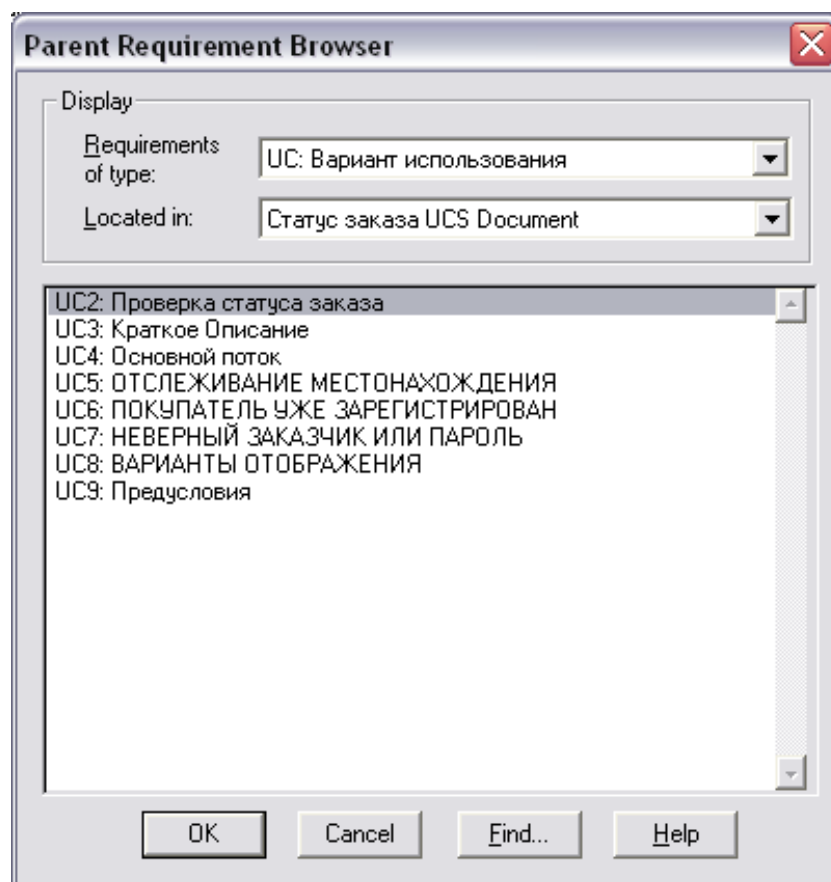 Parent Requirement Browser
Display
Requirements
of type:
UC: Вариант использования
Located in:
Статус заказа UCS Document
UC2: Проверка статуса заказа
UC3: Краткое Описание
UC4: Основной поток
UC5: ОТСЛЕЖИВАНИЕ МЕСТОНАХОЖДЕНИЯ
UC6: ПОКУПАТЕЛЬ УЖЕ ЗАРЕГИСТРИРОВАН
UC7: НЕВЕРНЫЙ ЗАКАЗЧИК ИЛИ ПАРОЛЬ
UC8: ВАРИАНТЫ ОТОБРАЖЕНИЯ
UC9: Предусловия
OK Cancel Find... Help